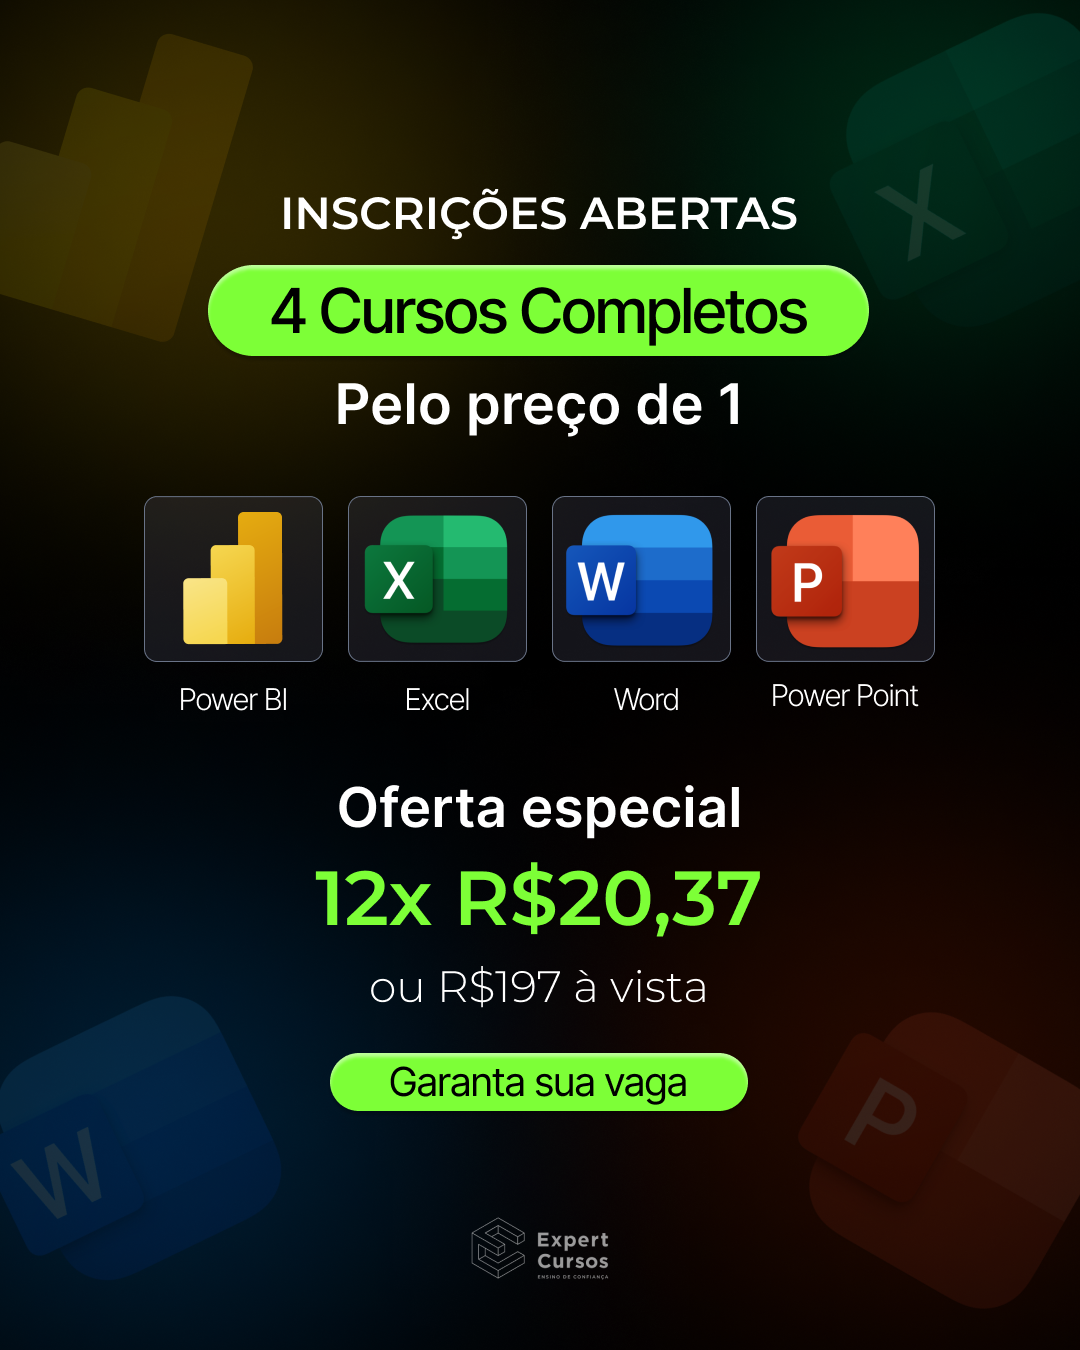 INSCRIÇÕES ABERTAS
4 Cursos Completos
Pelo preço de 1
X
W
P
Power BI
Excel
Word
Power Point
Oferta especial
12x R$20,37
ou R$197 à vista
Garanta sua vaga
X
W
P
Expert
Cursos
ENSINO DE CONFIANÇA